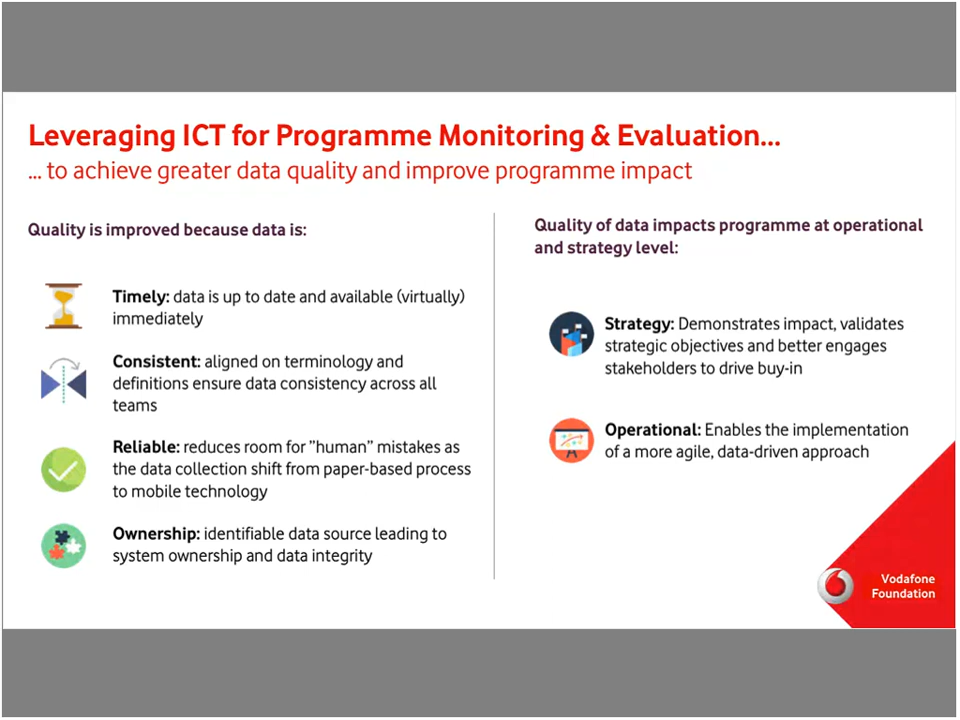 Leveraging ICT for Programme Monitoring & Evaluation...
... to achieve greater data quality and improve programme impact
Quality is improved because data is:
Timely: data is up to date and available (virtually)
immediately
Consistent: aligned on terminology and
definitions ensure data consistency across all
teams
Reliable: reduces room for ”human” mistakes as
the data collection shift from paper-based process
to mobile technology
Ownership: identifiable data source leading to
system ownership and data integrity
Quality of data impacts programme at operational
and strategy level:
Strategy: Demonstrates impact, validates
strategic objectives and better engages
stakeholders to drive buy-in
Operational: Enables the implementation
of a more agile, data-driven approach
Vodafone
Foundation